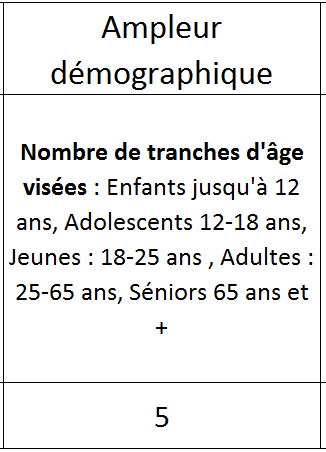 Ampleur
démographique
Nombre de tranches d'âge
visées : Enfants jusqu'à 12
ans, Adolescents 12-18 ans,
Jeunes : 18-25 ans , Adultes :
25-65 ans, Séniors 65 ans et
+
5